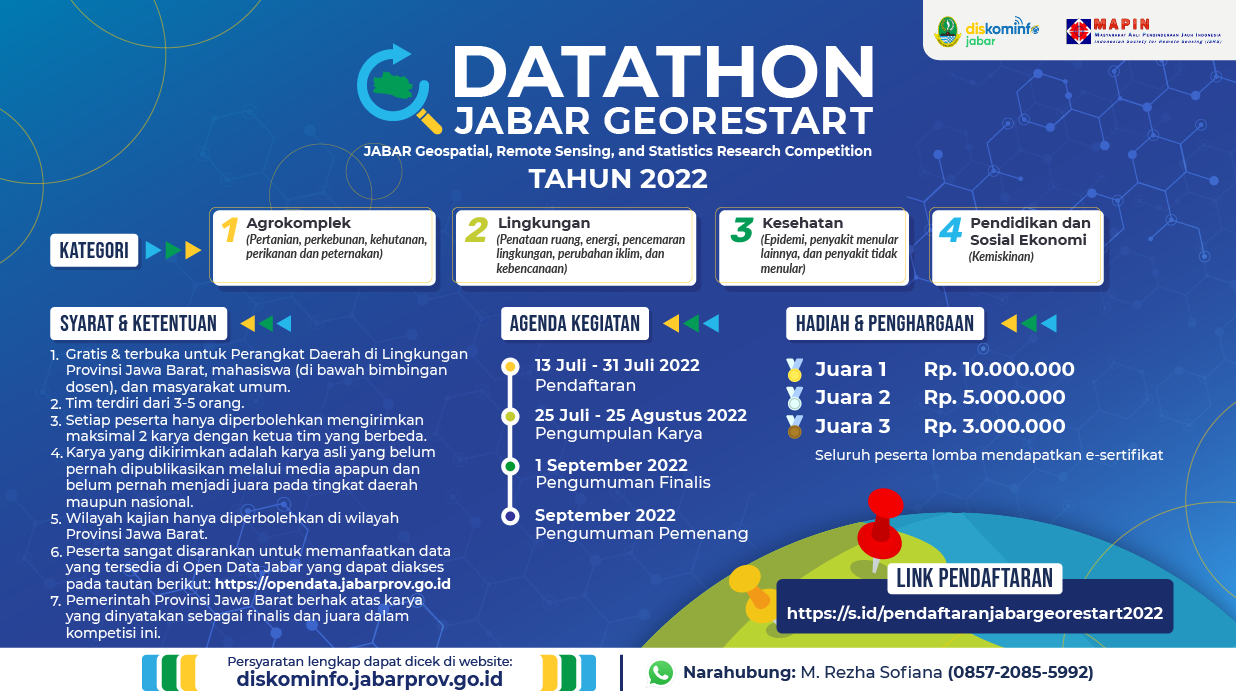 diskominfo
jabar
MAPIN
Masyarakat Ahli Penginderaan Jauh Indonesia
Indonesian Society for Remote Sensing (ISRS)
DATATHON
JABAR GEORESTART
JABAR Geospatial, Remote Sensing, and Statistics Research Competition
TAHUN 2022
KATEGORI
1 Agrokomplek
(Pertanian, perkebunan, kehutanan,
perikanan dan peternakan)
2 Lingkungan
(Penataan ruang, energi, pencemaran
lingkungan, perubahan iklim, dan
kebencanaan)
3 Kesehatan
(Epidemi, penyakit menular
lainnya, dan penyakit tidak
menular)
4 Pendidikan dan
Sosial Ekonomi
(Kemiskinan)
SYARAT & KETENTUAN
1. Gratis & terbuka untuk Perangkat Daerah di Lingkungan
Provinsi Jawa Barat, mahasiswa (di bawah bimbingan
dosen), dan masyarakat umum.
2. Tim terdiri dari 3-5 orang.
3. Setiap peserta hanya diperbolehkan mengirimkan
maksimal 2 karya dengan ketua tim yang berbeda.
4. Karya yang dikirimkan adalah karya asli yang belum
pernah dipublikasikan melalui media apapun dan
belum pernah menjadi juara pada tingkat daerah
maupun nasional.
5. Wilayah kajian hanya diperbolehkan di wilayah
Provinsi Jawa Barat.
6. Peserta sangat disarankan untuk memanfaatkan data
yang tersedia di Open Data Jabar yang dapat diakses
pada tautan berikut: https://opendata.jabarprov.go.id
7. Pemerintah Provinsi Jawa Barat berhak atas karya
yang dinyatakan sebagai finalis dan juara dalam
kompetisi ini.
AGENDA KEGIATAN
13 Juli - 31 Juli 2022
Pendaftaran
25 Juli - 25 Agustus 2022
Pengumpulan Karya
1 September 2022
Pengumuman Finalis
September 2022
Pengumuman Pemenang
HADIAH & PENGHARGAAN
Juara 1 Rp. 10.000.000
Juara 2 Rp. 5.000.000
Juara 3 Rp. 3.000.000
Seluruh peserta lomba mendapatkan e-sertifikat
LINK PENDAFTARAN
https://s.id/pendaftaranjabargeorestart2022
Persyaratan lengkap dapat dicek di website:
diskominfo.jabarprov.go.id
Narahubung: M. Rezha Sofiana (0857-2085-5992)